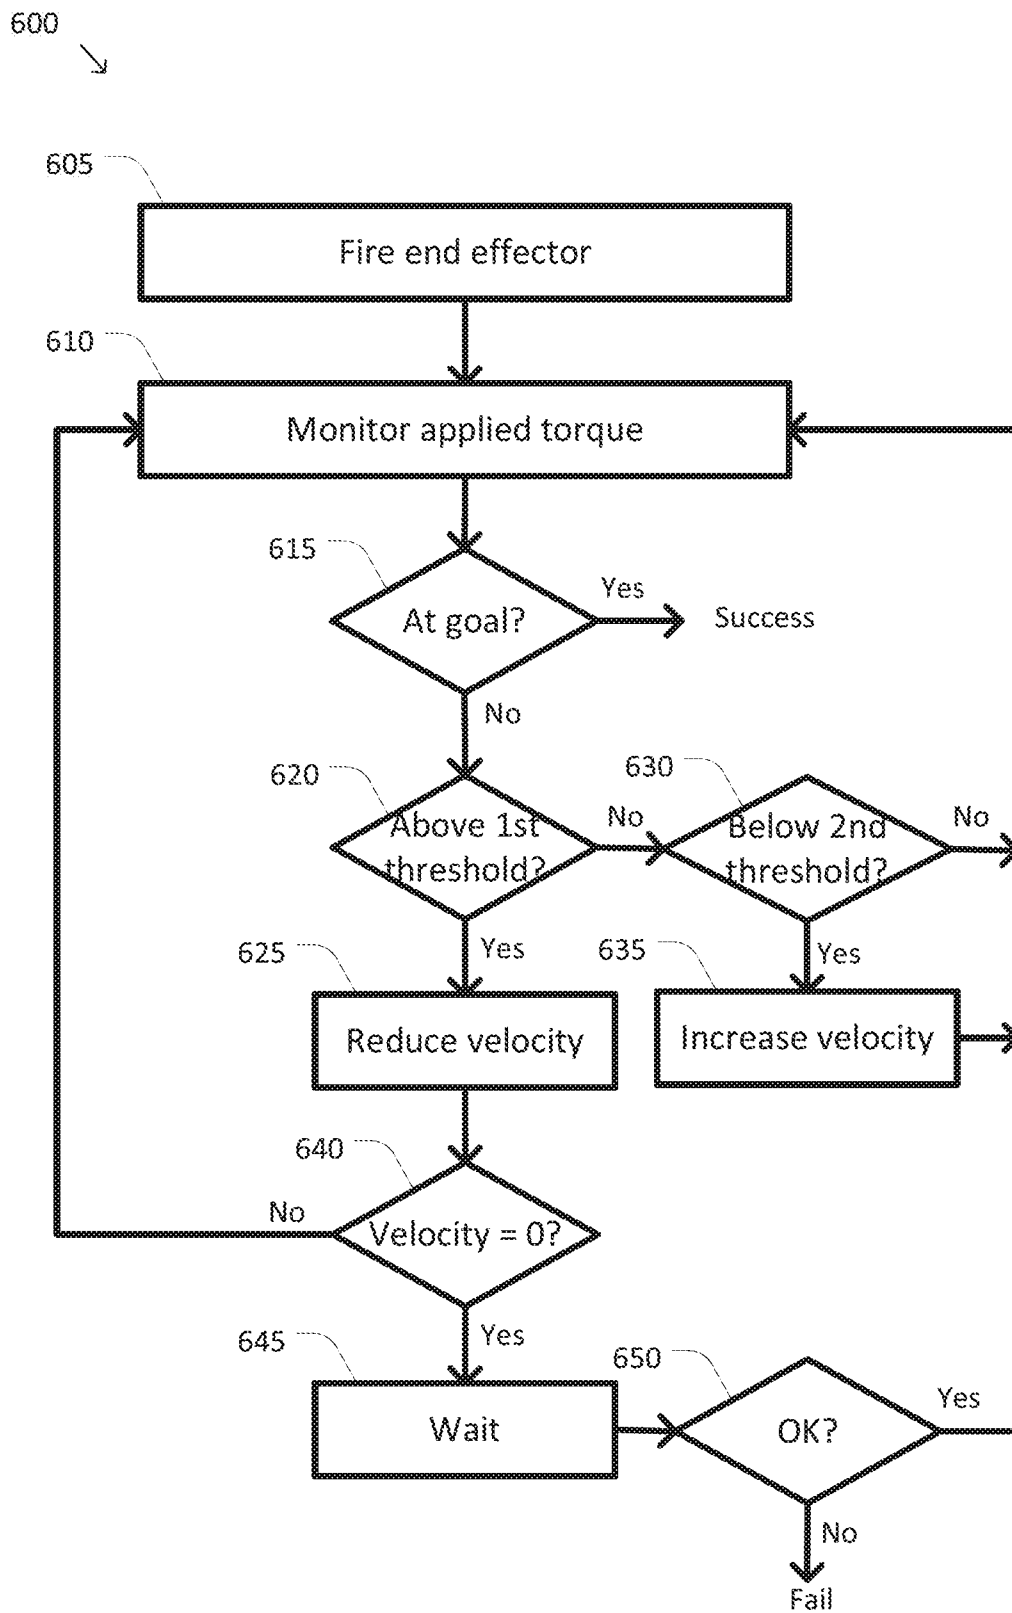 600
605
Fire end effector
610
Monitor applied torque
615
Yes
At goal?
Success
No
620
630
Above 1st
threshold?
No
Below 2nd
threshold?
No
625
Yes
635
Yes
Reduce velocity
Increase velocity
640
No
Velocity = 0?
645
Yes
650
Wait
OK?
Yes
No
Fail